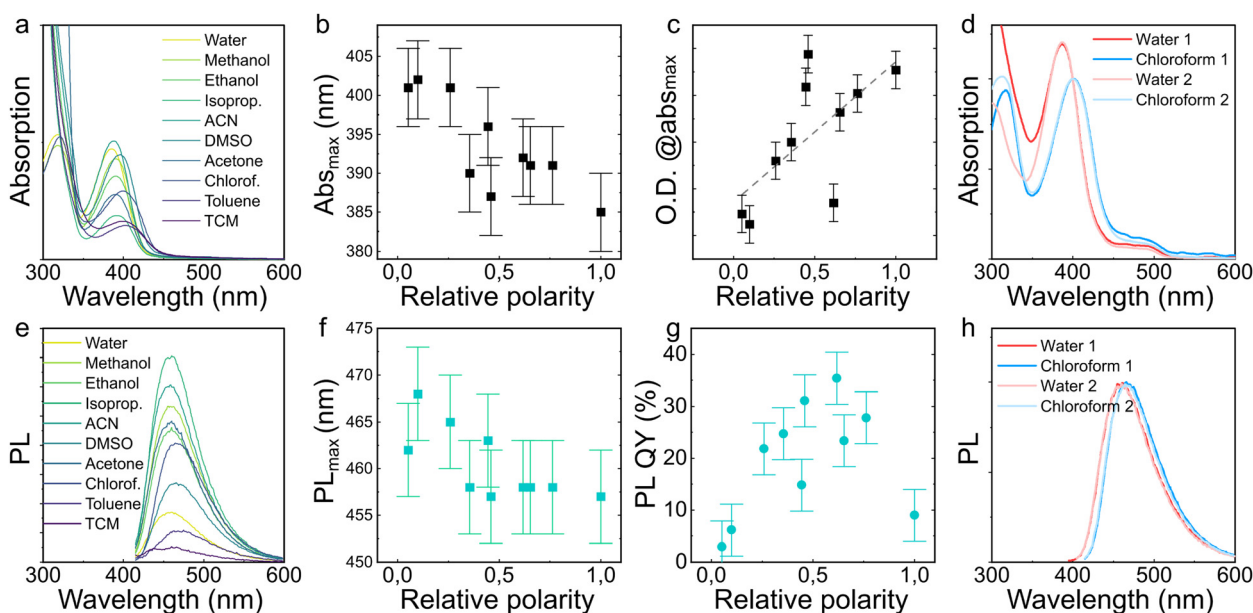 a
Absorption
Water
Methanol
Ethanol
Isoprop.
ACN
DMSO
Acetone
Chlorof.
Toluene
TCM
300 400 500 600
Wavelength (nm)
b
Absmax (nm)
405
400
395
390
385
380
0,0 0,5 1,0
Relative polarity
c
O.D. @absmax
0,0 0,5 1,0
Relative polarity
d
Absorption
Water 1
Chloroform 1
Water 2
Chloroform 2
300 400 500 600
Wavelength (nm)
e
PL
Water
Methanol
Ethanol
Isoprop.
ACN
DMSO
Acetone
Chlorof.
Toluene
TCM
300 400 500 600
Wavelength (nm)
f
PLmax (nm)
475
470
465
460
455
450
0,0 0,5 1,0
Relative polarity
g
PL QY (%)
40
30
20
10
0
0,0 0,5 1,0
Relative polarity
h
PL
Water 1
Chloroform 1
Water 2
Chloroform 2
300 400 500 600
Wavelength (nm)